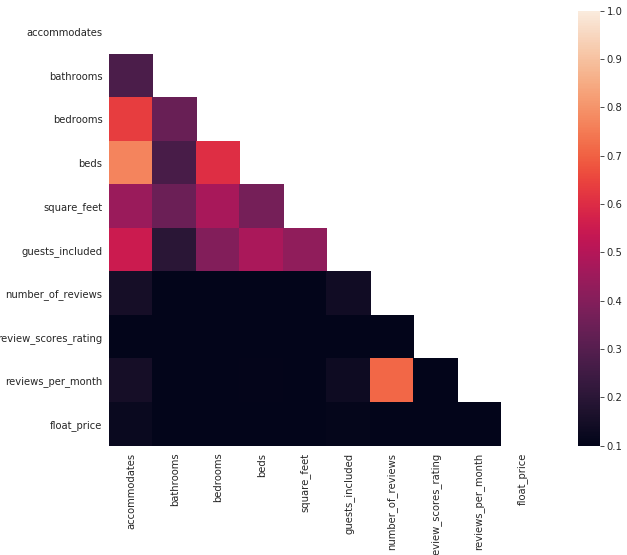 accommodates
bathrooms
bedrooms
beds
square_feet
guests_included
number_of_reviews
eview_scores_rating
reviews_per_month
float_price
accommodates
bathrooms
bedrooms
beds
square_feet
guests_included
number_of_reviews
eview_scores_rating
reviews_per_month
float_price
1.0
0.9
0.8
0.7
0.6
0.5
0.4
0.3
0.2
0.1